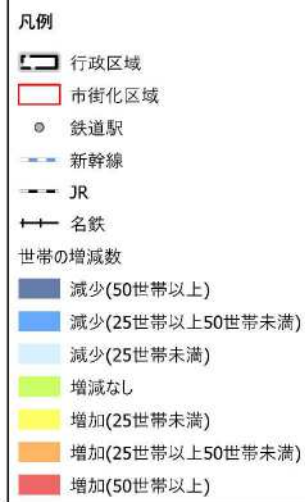 凡例
行政区域
市街化区域
鉄道駅
新幹線
JR
名鉄
世帯の増減数
減少(50世帯以上)
減少(25世帯以上50世帯未満)
減少(25世帯未満)
増減なし
増加(25世帯未満)
増加(25世帯以上50世帯未満)
増加(50世帯以上)